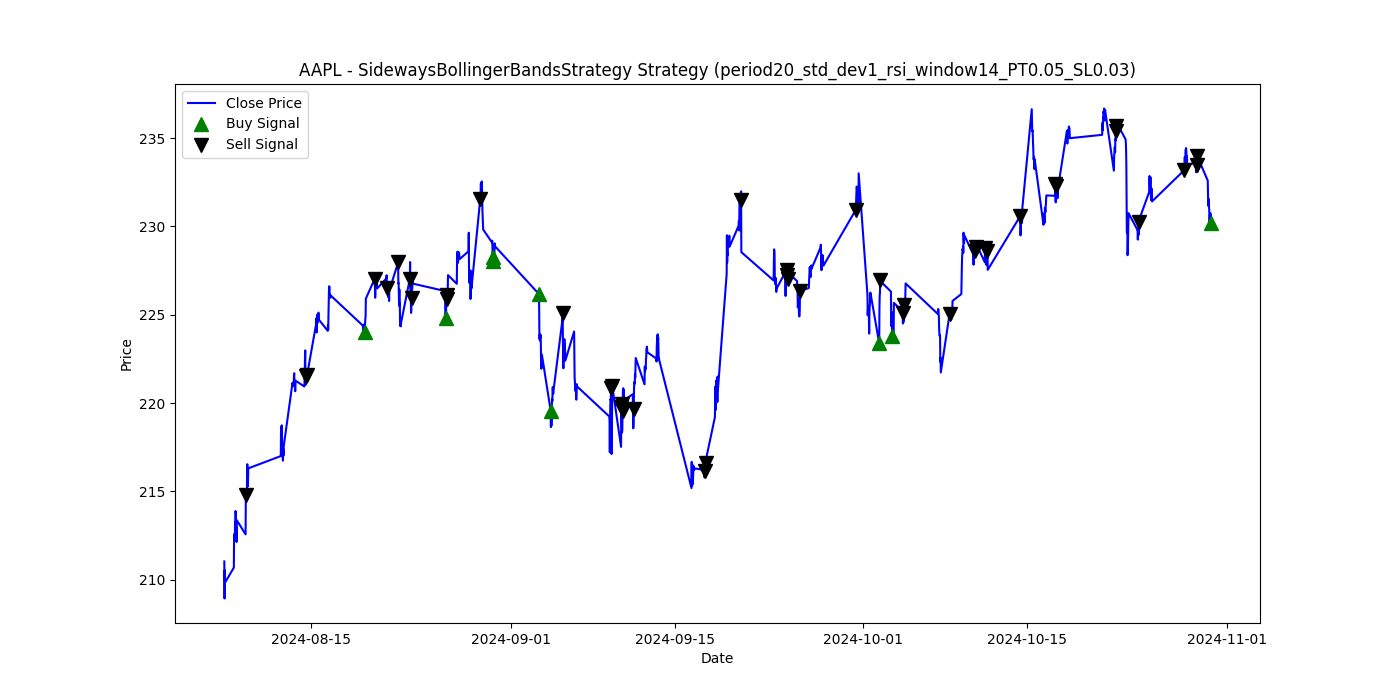 AAPL - SidewaysBollingerBandsStrategy Strategy (period20_std_dev1_rsi_window14_PT0.05_SL0.03)
Close Price
Buy Signal
Sell Signal
235
230
225
220
215
210
Price
2024-08-15
2024-09-01
2024-09-15
2024-10-01
2024-10-15
2024-11-01
Date